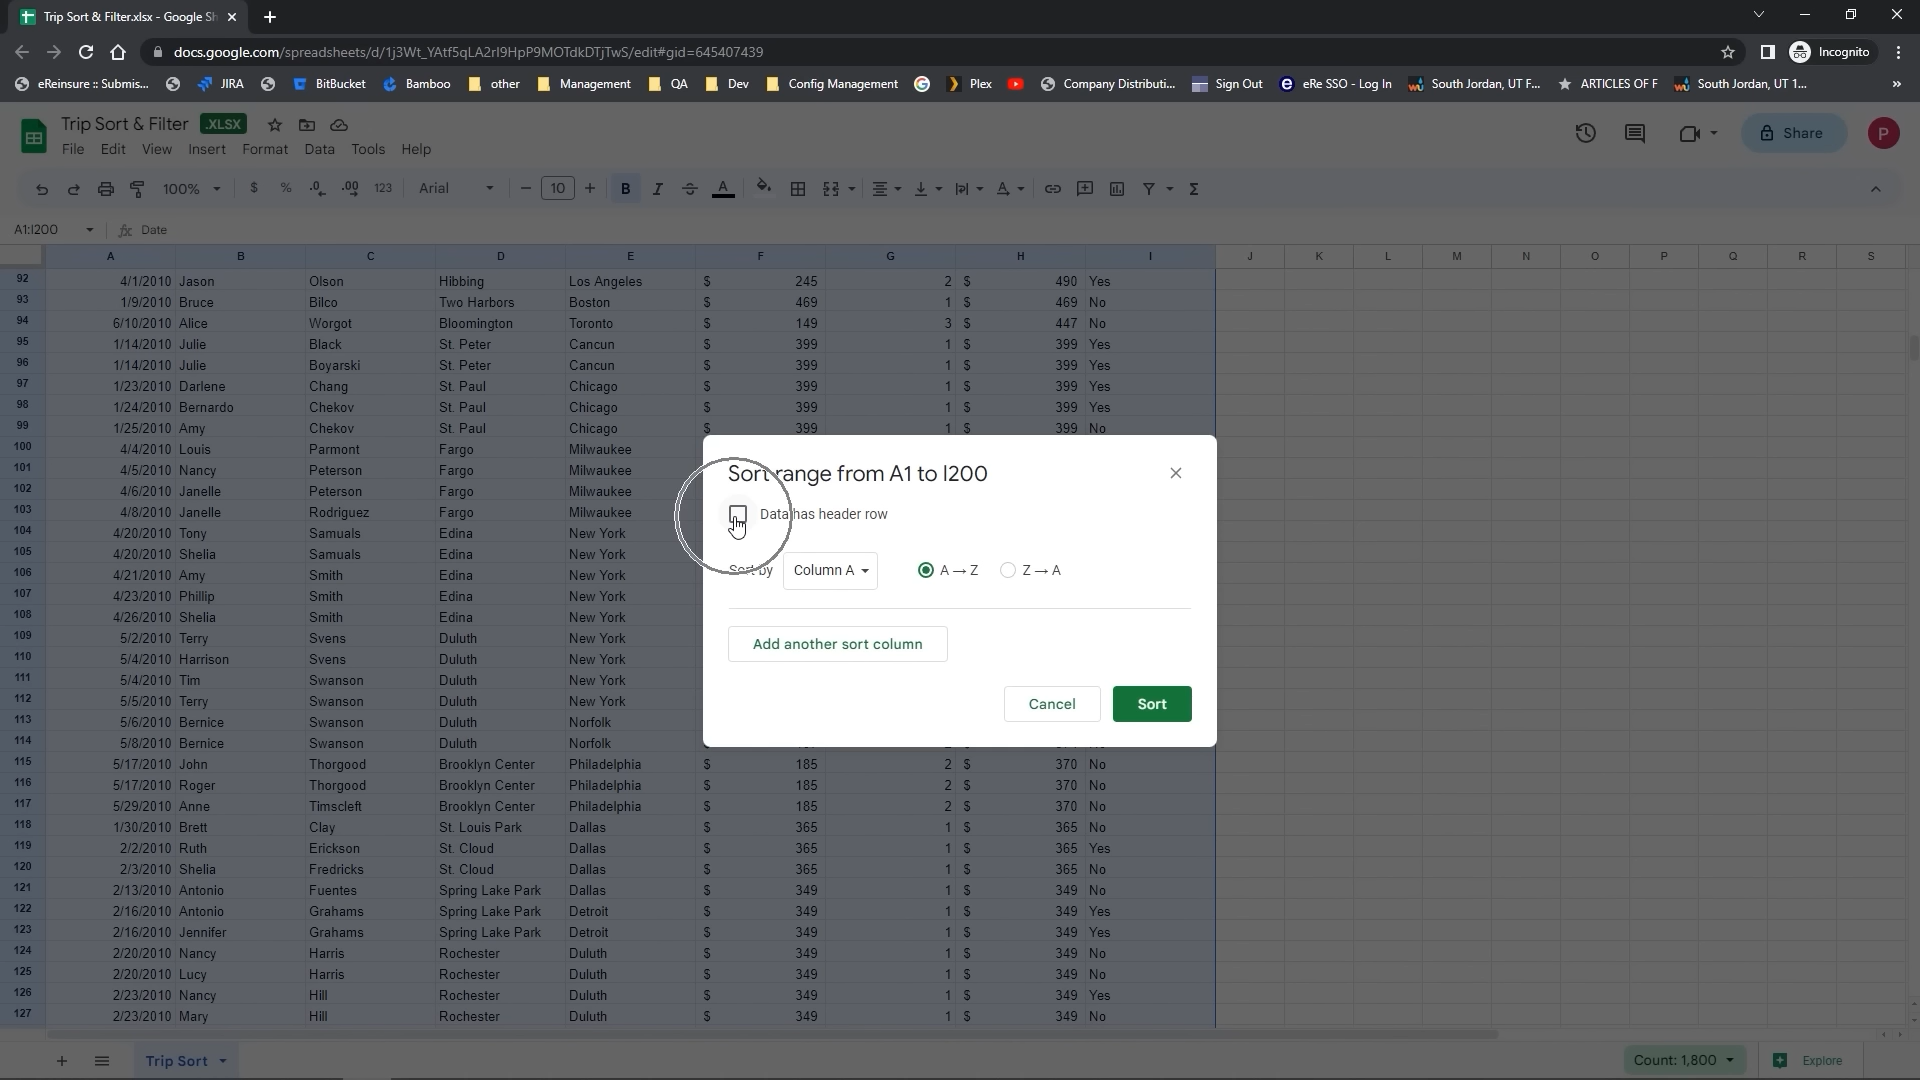 Trip Sort & Filter.xlsx - Google Sh
docs.google.com/spreadsheets/d/1j3Wt_YAtf5qLA2rI9HpP9MOTdkDTjTwS/edit#gid=645407439
Incognito
eReinsure :: Submis... JIRA BitBucket Bamboo other Management QA Dev Config Management Plex Company Distributi... Sign Out eRe SSO - Log In South Jordan, UT F... ARTICLES OF F South Jordan, UT 1... »
Trip Sort & Filter .XLSX
Share P
File Edit View Insert Format Data Tools Help
100% $ % .0 .00 123 Arial 10 B I A
A1:I200 fx Date
A B C D E F G H I J K L M N O P Q R S
92 4/1/2010 Jason Olson Hibbing Los Angeles $ 245 2 $ 490 Yes
93 1/9/2010 Bruce Bilco Two Harbors Boston $ 469 1 $ 469 No
94 6/10/2010 Alice Worgot Bloomington Toronto $ 149 3 $ 447 No
95 1/14/2010 Julie Black St. Peter Cancun $ 399 1 $ 399 Yes
96 1/14/2010 Julie Boyarski St. Peter Cancun $ 399 1 $ 399 Yes
97 1/23/2010 Darlene Chang St. Paul Chicago $ 399 1 $ 399 Yes
98 1/24/2010 Bernardo Chekov St. Paul Chicago $ 399 1 $ 399 Yes
99 1/25/2010 Amy Chekov St. Paul Chicago $ 399 1 $ 399 No
100 4/4/2010 Louis Parmont Fargo Milwaukee
101 4/5/2010 Nancy Peterson Fargo Milwaukee
102 4/6/2010 Janelle Peterson Fargo Milwaukee
103 4/8/2010 Janelle Rodriguez Fargo Milwaukee
104 4/20/2010 Tony Samuals Edina New York
105 4/20/2010 Shelia Samuals Edina New York
106 4/21/2010 Amy Smith Edina New York
107 4/23/2010 Phillip Smith Edina New York
108 4/26/2010 Shelia Smith Edina New York
109 5/2/2010 Terry Svens Duluth New York
110 5/4/2010 Harrison Svens Duluth New York
111 5/4/2010 Tim Swanson Duluth New York
112 5/5/2010 Terry Swanson Duluth New York
113 5/6/2010 Bernice Swanson Duluth Norfolk
114 5/8/2010 Bernice Swanson Duluth Norfolk
115 5/17/2010 John Thorgood Brooklyn Center Philadelphia $ 185 2 $ 370 No
116 5/17/2010 Roger Thorgood Brooklyn Center Philadelphia $ 185 2 $ 370 No
117 5/29/2010 Anne Timscleft Brooklyn Center Philadelphia $ 185 2 $ 370 No
118 1/30/2010 Brett Clay St. Louis Park Dallas $ 365 1 $ 365 No
119 2/2/2010 Ruth Erickson St. Cloud Dallas $ 365 1 $ 365 Yes
120 2/3/2010 Shelia Fredricks St. Cloud Dallas $ 365 1 $ 365 No
121 2/13/2010 Antonio Fuentes Spring Lake Park Dallas $ 349 1 $ 349 No
122 2/16/2010 Antonio Grahams Spring Lake Park Detroit $ 349 1 $ 349 Yes
123 2/16/2010 Jennifer Grahams Spring Lake Park Detroit $ 349 1 $ 349 Yes
124 2/20/2010 Nancy Harris Rochester Duluth $ 349 1 $ 349 No
125 2/20/2010 Lucy Harris Rochester Duluth $ 349 1 $ 349 No
126 2/23/2010 Nancy Hill Rochester Duluth $ 349 1 $ 349 Yes
127 2/23/2010 Mary Hill Rochester Duluth $ 349 1 $ 349 No
Sort range from A1 to I200
Data has header row
Sort by Column A A → Z Z → A
Add another sort column
Cancel Sort
Trip Sort Count: 1,800 Explore